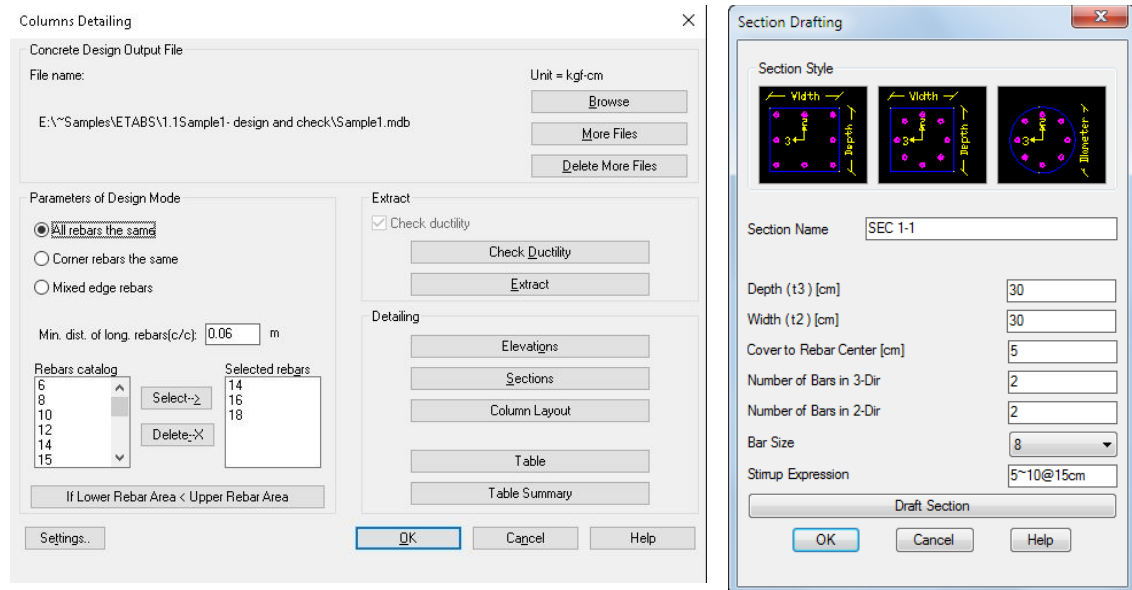 Columns Detailing
Concrete Design Output File
File name:
Unit = kgf-cm
Browse
E:\~Samples\ETABS\1.1Sample1- design and check\Sample1.mdb
More Files
Delete More Files
Parameters of Design Mode
All rebars the same
Corner rebars the same
Mixed edge rebars
Min. dist. of long. rebars(c/c): 0.06 m
Rebars catalog
6
8
10
12
14
15
Select-->
Delete-X
Selected rebars
14
16
18
If Lower Rebar Area < Upper Rebar Area
Extract
Check ductility
Check Ductility
Extract
Detailing
Elevations
Sections
Column Layout
Table
Table Summary
Settings..
OK
Cancel
Help
Section Drafting
X
Section Style
Width
Depth
2
3
Width
Depth
2
3
Diameter
2
3
Section Name SEC 1-1
Depth (t3) [cm] 30
Width (t2) [cm] 30
Cover to Rebar Center [cm] 5
Number of Bars in 3-Dir 2
Number of Bars in 2-Dir 2
Bar Size 8
Stirrup Expression 5~10@15cm
Draft Section
OK
Cancel
Help